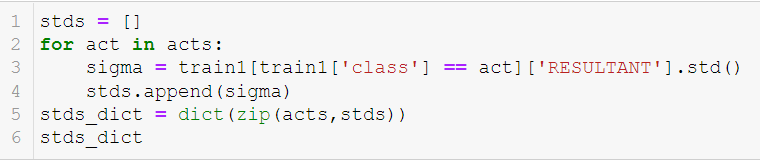 1 stds = []
2 for act in acts:
3     sigma = train1[train1['class'] == act]['RESULTANT'].std()
4     stds.append(sigma)
5 stds_dict = dict(zip(acts,stds))
6 stds_dict